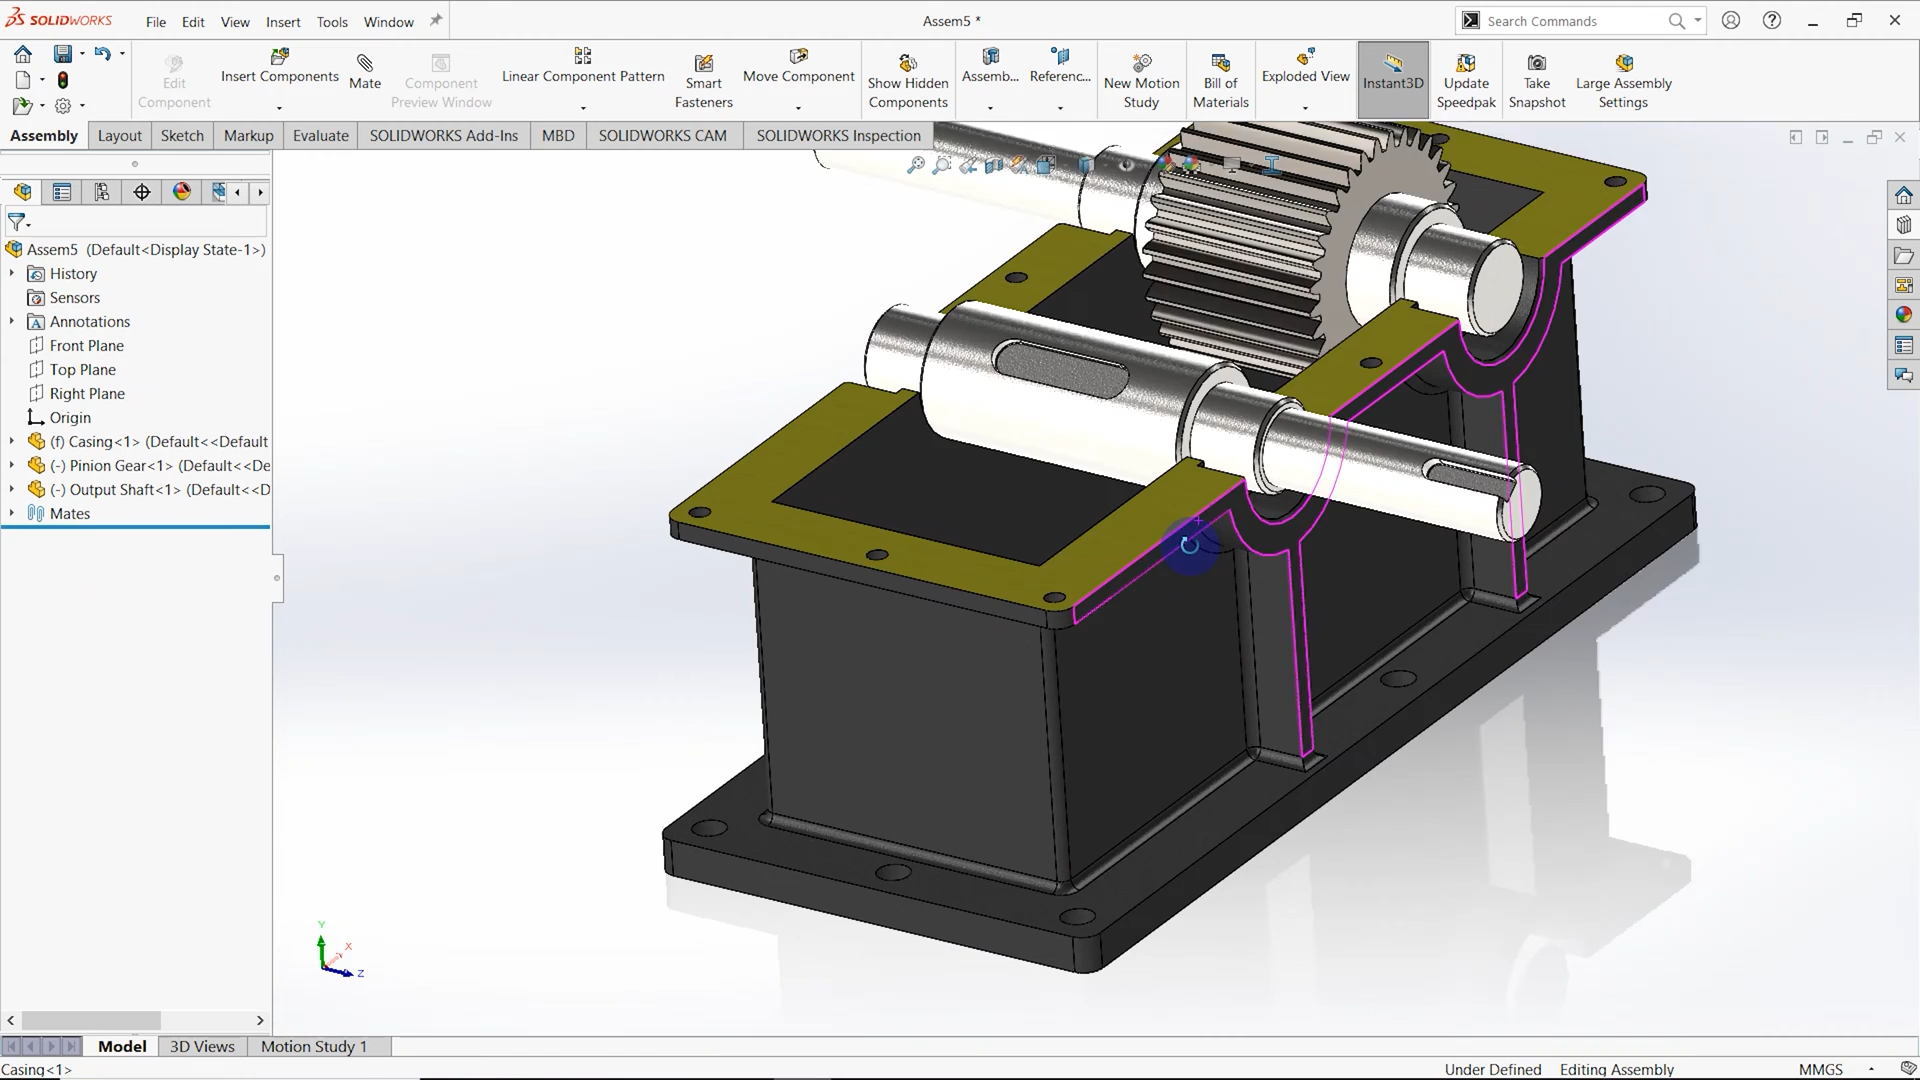 SOLIDWORKS File Edit View Insert Tools Window Assem5 * Search Commands
Edit Component
Insert Components
Mate
Component Preview Window
Linear Component Pattern
Smart Fasteners
Move Component
Show Hidden Components
Assemb...
Referenc...
New Motion Study
Bill of Materials
Exploded View
Instant3D
Update Speedpak
Take Snapshot
Large Assembly Settings
Assembly Layout Sketch Markup Evaluate SOLIDWORKS Add-Ins MBD SOLIDWORKS CAM SOLIDWORKS Inspection
Assem5 (Default<Display State-1>)
History
Sensors
Annotations
Front Plane
Top Plane
Right Plane
Origin
(f) Casing<1> (Default<<Default
(-) Pinion Gear<1> (Default<<De
(-) Output Shaft<1> (Default<<D
Mates
Y
X
Z
Model 3D Views Motion Study 1
Casing<1> Under Defined Editing Assembly MMGS